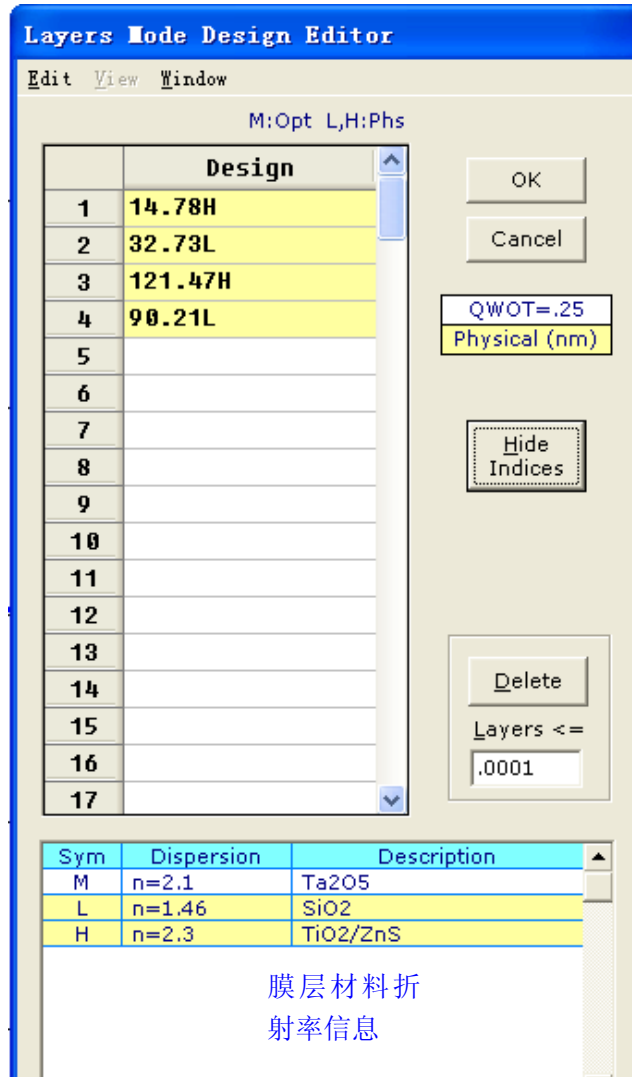 Layers Mode Design Editor
Edit View Window
M:Opt L,H:Phs
Design
1 14.78H
2 32.73L
3 121.47H
4 90.21L
5
6
7
8
9
10
11
12
13
14
15
16
17
OK
Cancel
QWOT=.25
Physical (nm)
Hide
Indices
Delete
Layers <=
.0001
Sym Dispersion Description
M n=2.1 Ta2O5
L n=1.46 SiO2
H n=2.3 TiO2/ZnS
膜层材料折
射率信息